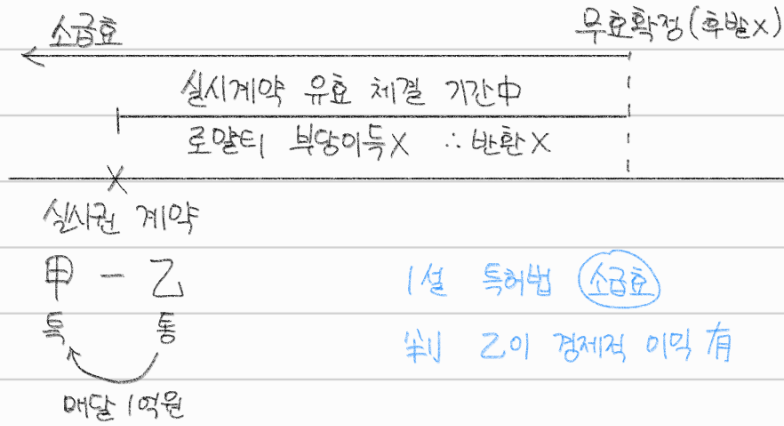 소급효
무효확정(후발X)
실시계약 유효 체결 기간中
로얄티 부당이득X ∴반환X
실시권 계약
甲 - 乙
특 통
매달 1억원
1설 특허법 소급효
判 乙이 경제적 이익 有